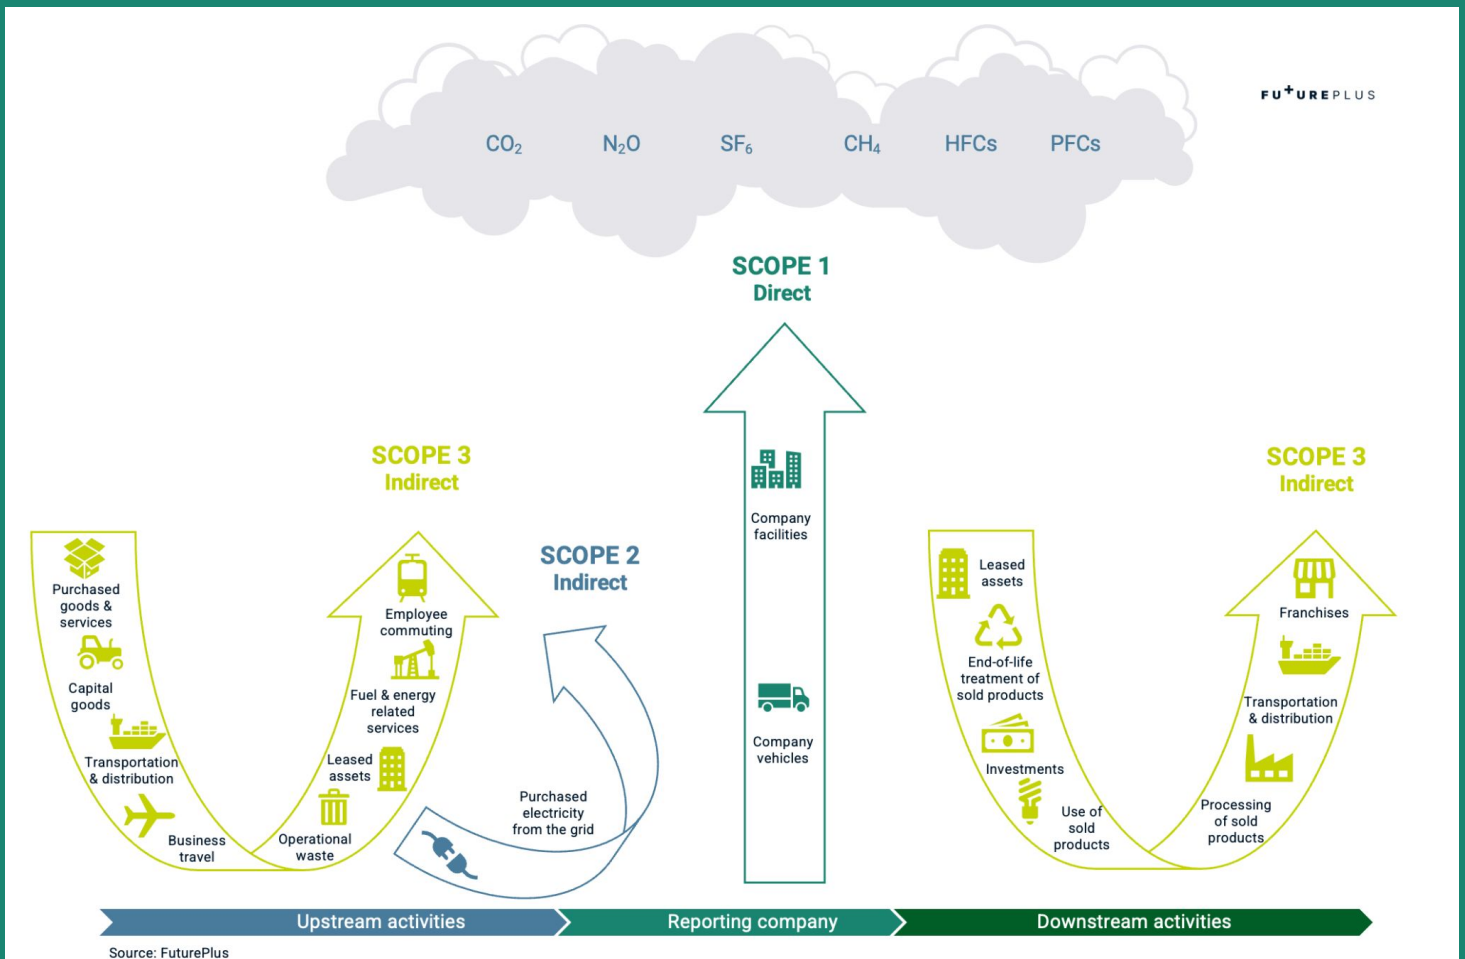 FUTUREPLUS
CO₂ N₂O SF₆ CH₄ HFCs PFCs
SCOPE 1
Direct
Company
facilities
Company
vehicles
SCOPE 3
Indirect
Purchased
goods &
services
Capital
goods
Transportation
& distribution
Business
travel
Operational
waste
Leased
assets
Fuel & energy
related
services
Employee
commuting
SCOPE 2
Indirect
Purchased
electricity
from the grid
SCOPE 3
Indirect
Leased
assets
End-of-life
treatment of
sold products
Investments
Use of
sold
products
Processing
of sold
products
Transportation
& distribution
Franchises
Upstream activities
Reporting company
Downstream activities
Source: FuturePlus